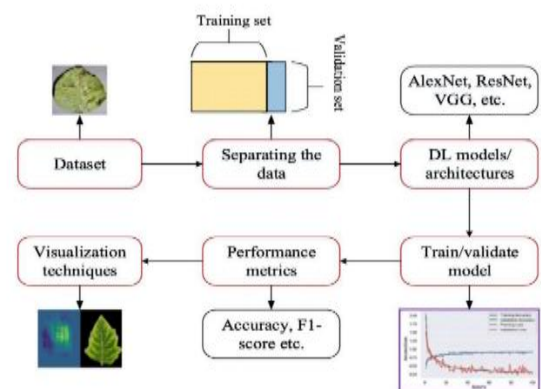 Training set
Validation set
AlexNet, ResNet,
VGG, etc.
Dataset
Separating the
data
DL models/
architectures
Visualization
techniques
Performance
metrics
Train/validate
model
Accuracy, F1-
score etc.